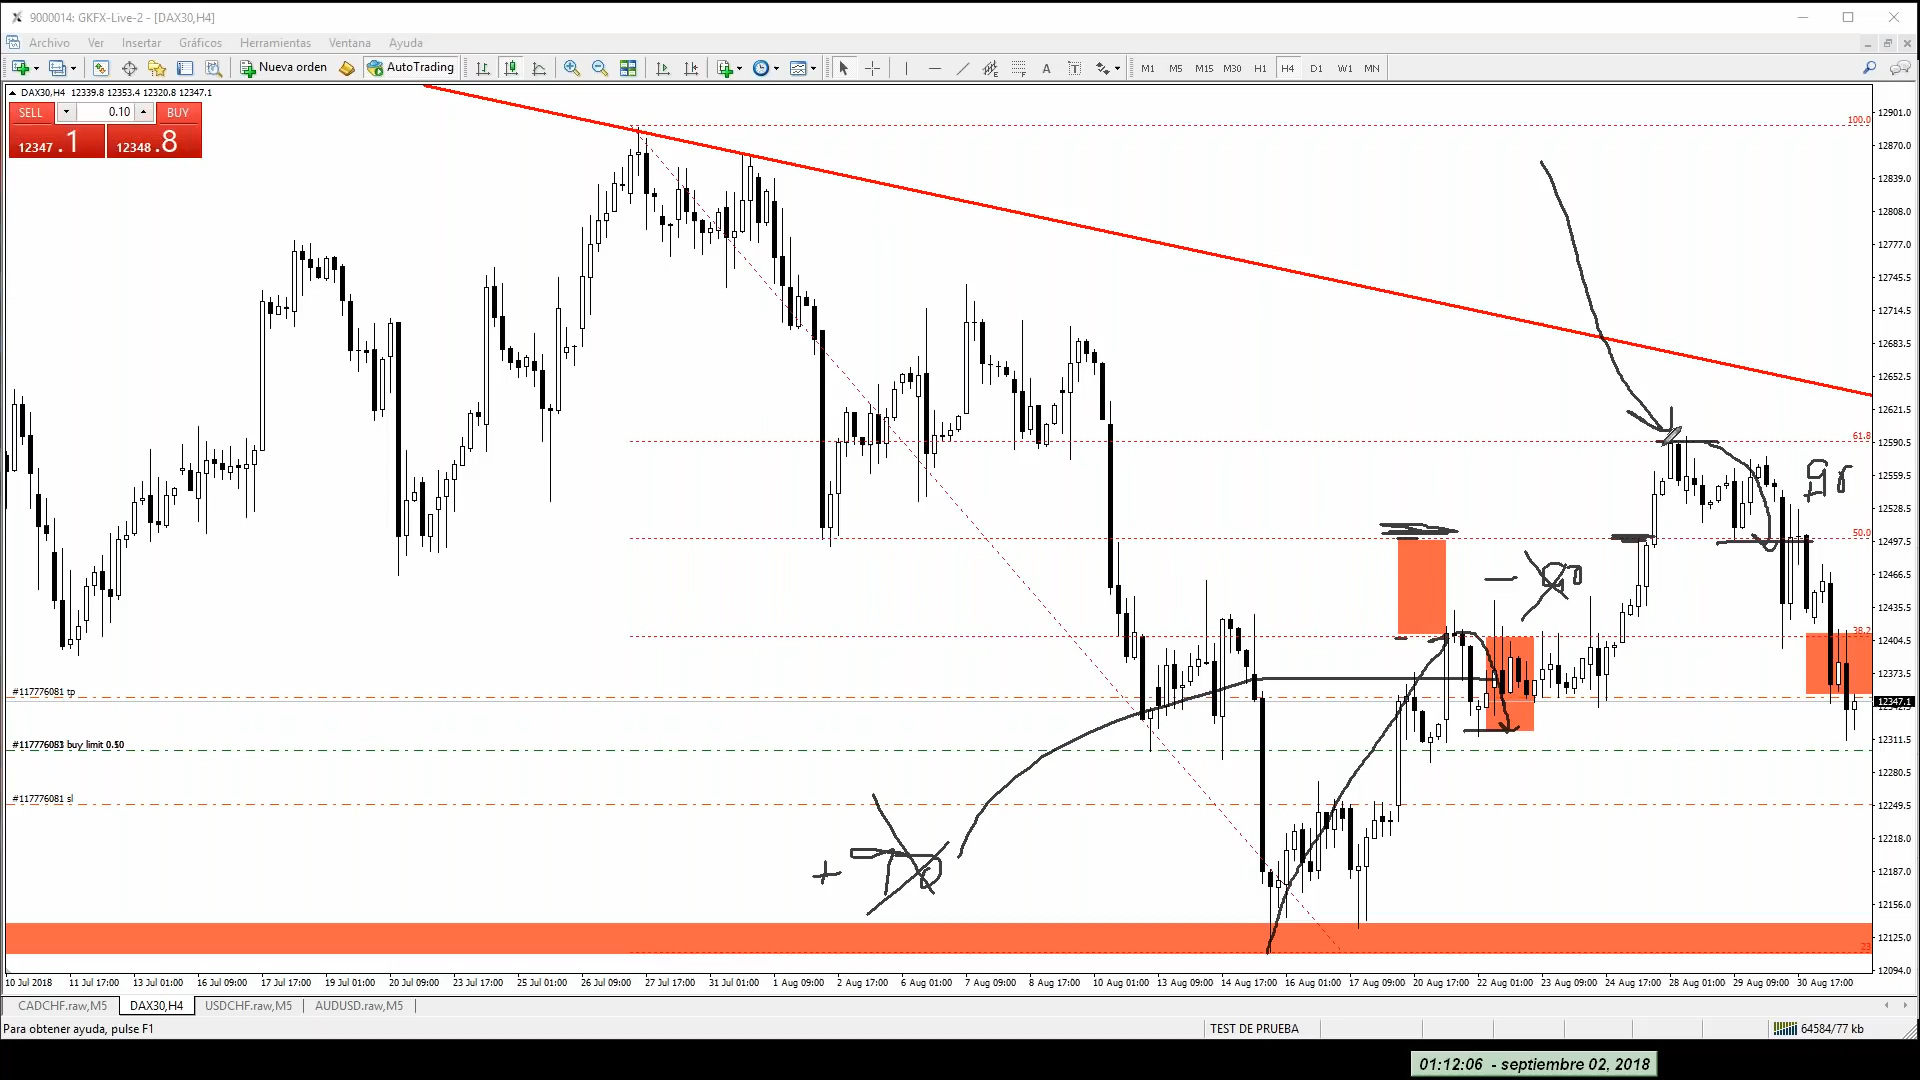 9000014: GKFX-Live-2 - [DAX30,H4]
Archivo Ver Insertar Gráficos Herramientas Ventana Ayuda
Nueva orden AutoTrading A T M1 M5 M15 M30 H1 H4 D1 W1 MN
DAX30,H4 12339.8 12353.4 12320.8 12347.1
SELL 0.10 BUY
12347 .1 12348 .8
100.0
61.8
50.0
38.2
23
12901.0
12870.0
12839.0
12808.0
12777.0
12745.5
12714.5
12683.5
12652.5
12621.5
12590.5
12559.5
12528.5
12497.5
12466.5
12435.5
12404.5
12373.5
12347.1
12311.5
12280.5
12249.5
12218.0
12187.0
12156.0
12125.0
12094.0
#117776081 tp
buy limit 0.50
#117776081 sl
10 Jul 2018 11 Jul 17:00 13 Jul 01:00 16 Jul 09:00 17 Jul 17:00 19 Jul 01:00 20 Jul 09:00 23 Jul 17:00 25 Jul 01:00 26 Jul 09:00 27 Jul 17:00 31 Jul 01:00 1 Aug 09:00 2 Aug 17:00 6 Aug 01:00 7 Aug 09:00 8 Aug 17:00 10 Aug 01:00 13 Aug 09:00 14 Aug 17:00 16 Aug 01:00 17 Aug 09:00 20 Aug 17:00 22 Aug 01:00 23 Aug 09:00 24 Aug 17:00 28 Aug 01:00 29 Aug 09:00 30 Aug 17:00
CADCHF.raw,M5 DAX30,H4 USDCHF.raw,M5 AUDUSD.raw,M5
Para obtener ayuda, pulse F1 TEST DE PRUEBA 64584/77 kb
01:12:06 - septiembre 02, 2018